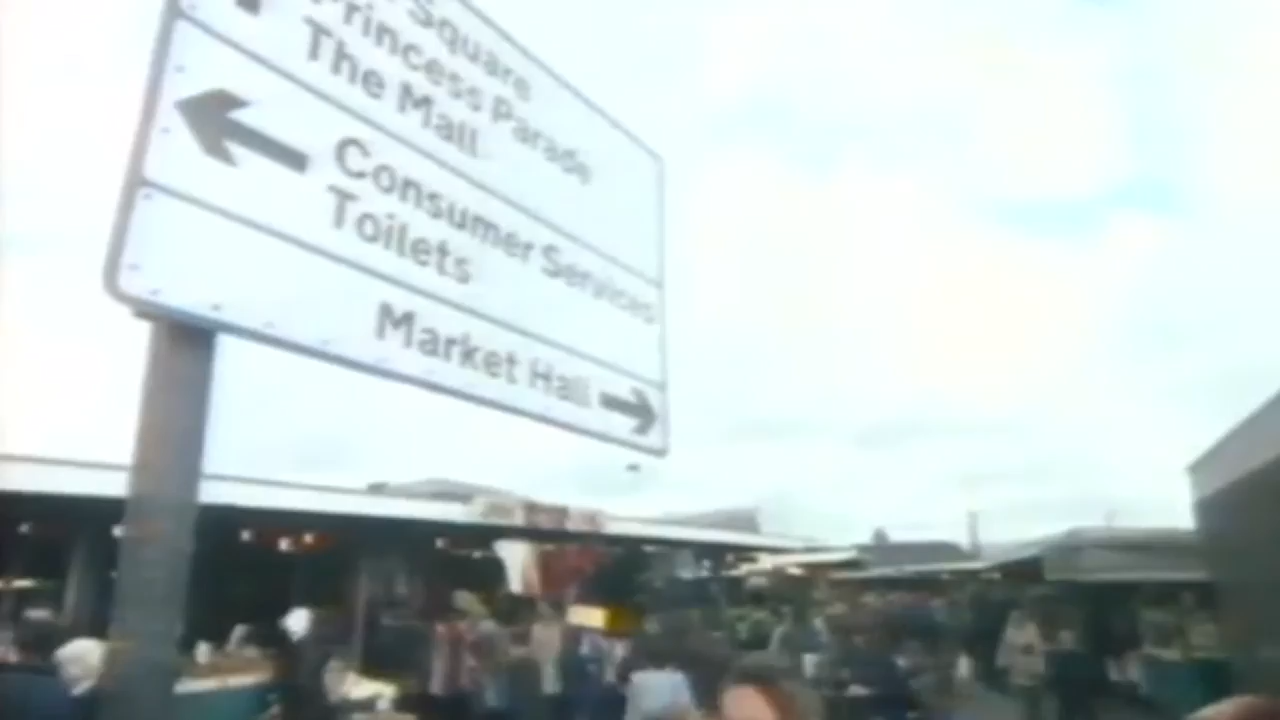 Square
Princess Parade
The Mall
Consumer Services
Toilets
Market Hall